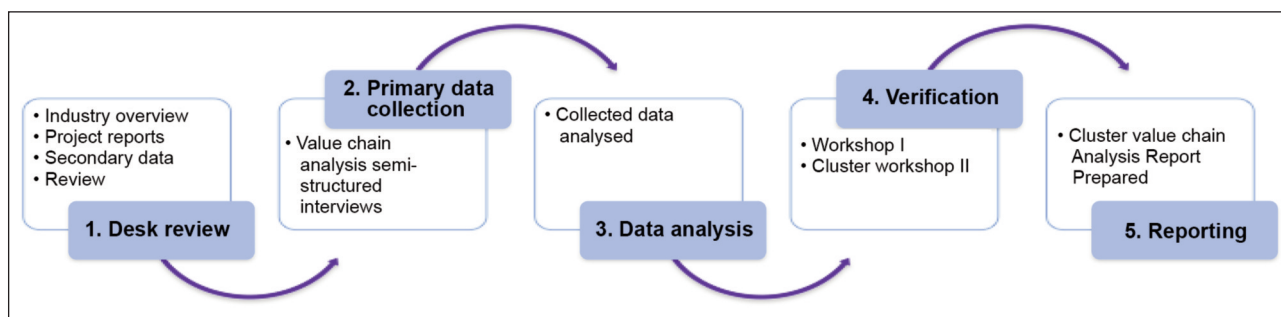 • Industry overview
• Project reports
• Secondary data
• Review
1. Desk review
2. Primary data
collection
• Value chain
analysis semi-
structured
interviews
• Collected data
analysed
3. Data analysis
4. Verification
• Workshop I
• Cluster workshop II
• Cluster value chain
Analysis Report
Prepared
5. Reporting